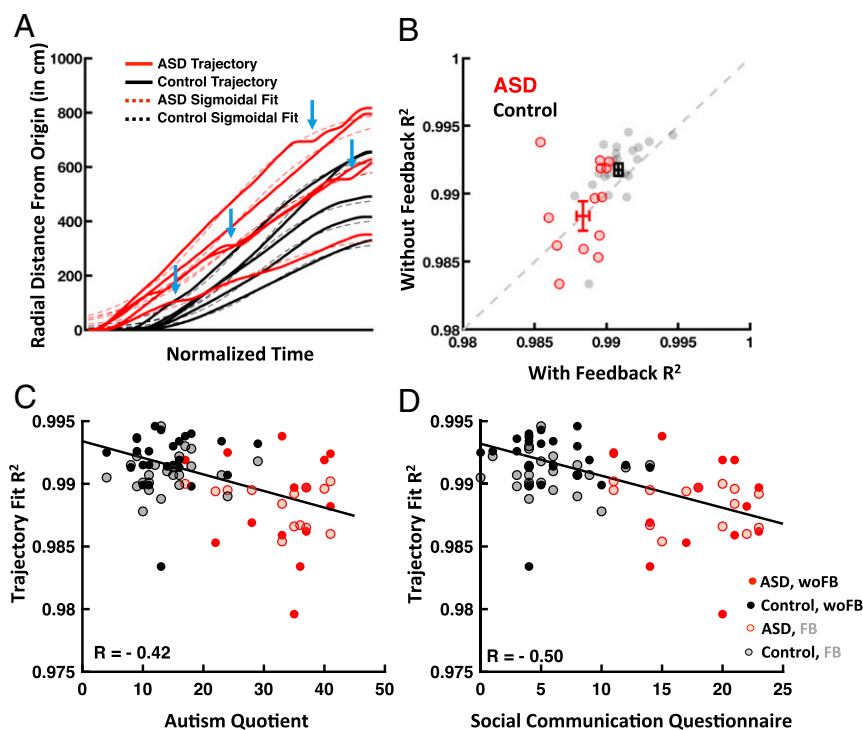 A
B
Radial Distance From Origin (in cm)
1000
800
600
400
200
0
ASD Trajectory
Control Trajectory
ASD Sigmoidal Fit
Control Sigmoidal Fit
Normalized Time
Without Feedback R²
1
0.995
0.99
0.985
0.98
ASD
Control
0.98 0.985 0.99 0.995 1
With Feedback R²
C
D
Trajectory Fit R²
0.995
0.99
0.985
0.98
0.975
R = - 0.42
0 10 20 30 40 50
Autism Quotient
Trajectory Fit R²
0.995
0.99
0.985
0.98
0.975
ASD, woFB
Control, woFB
ASD, FB
Control, FB
R = - 0.50
0 5 10 15 20 25
Social Communication Questionnaire